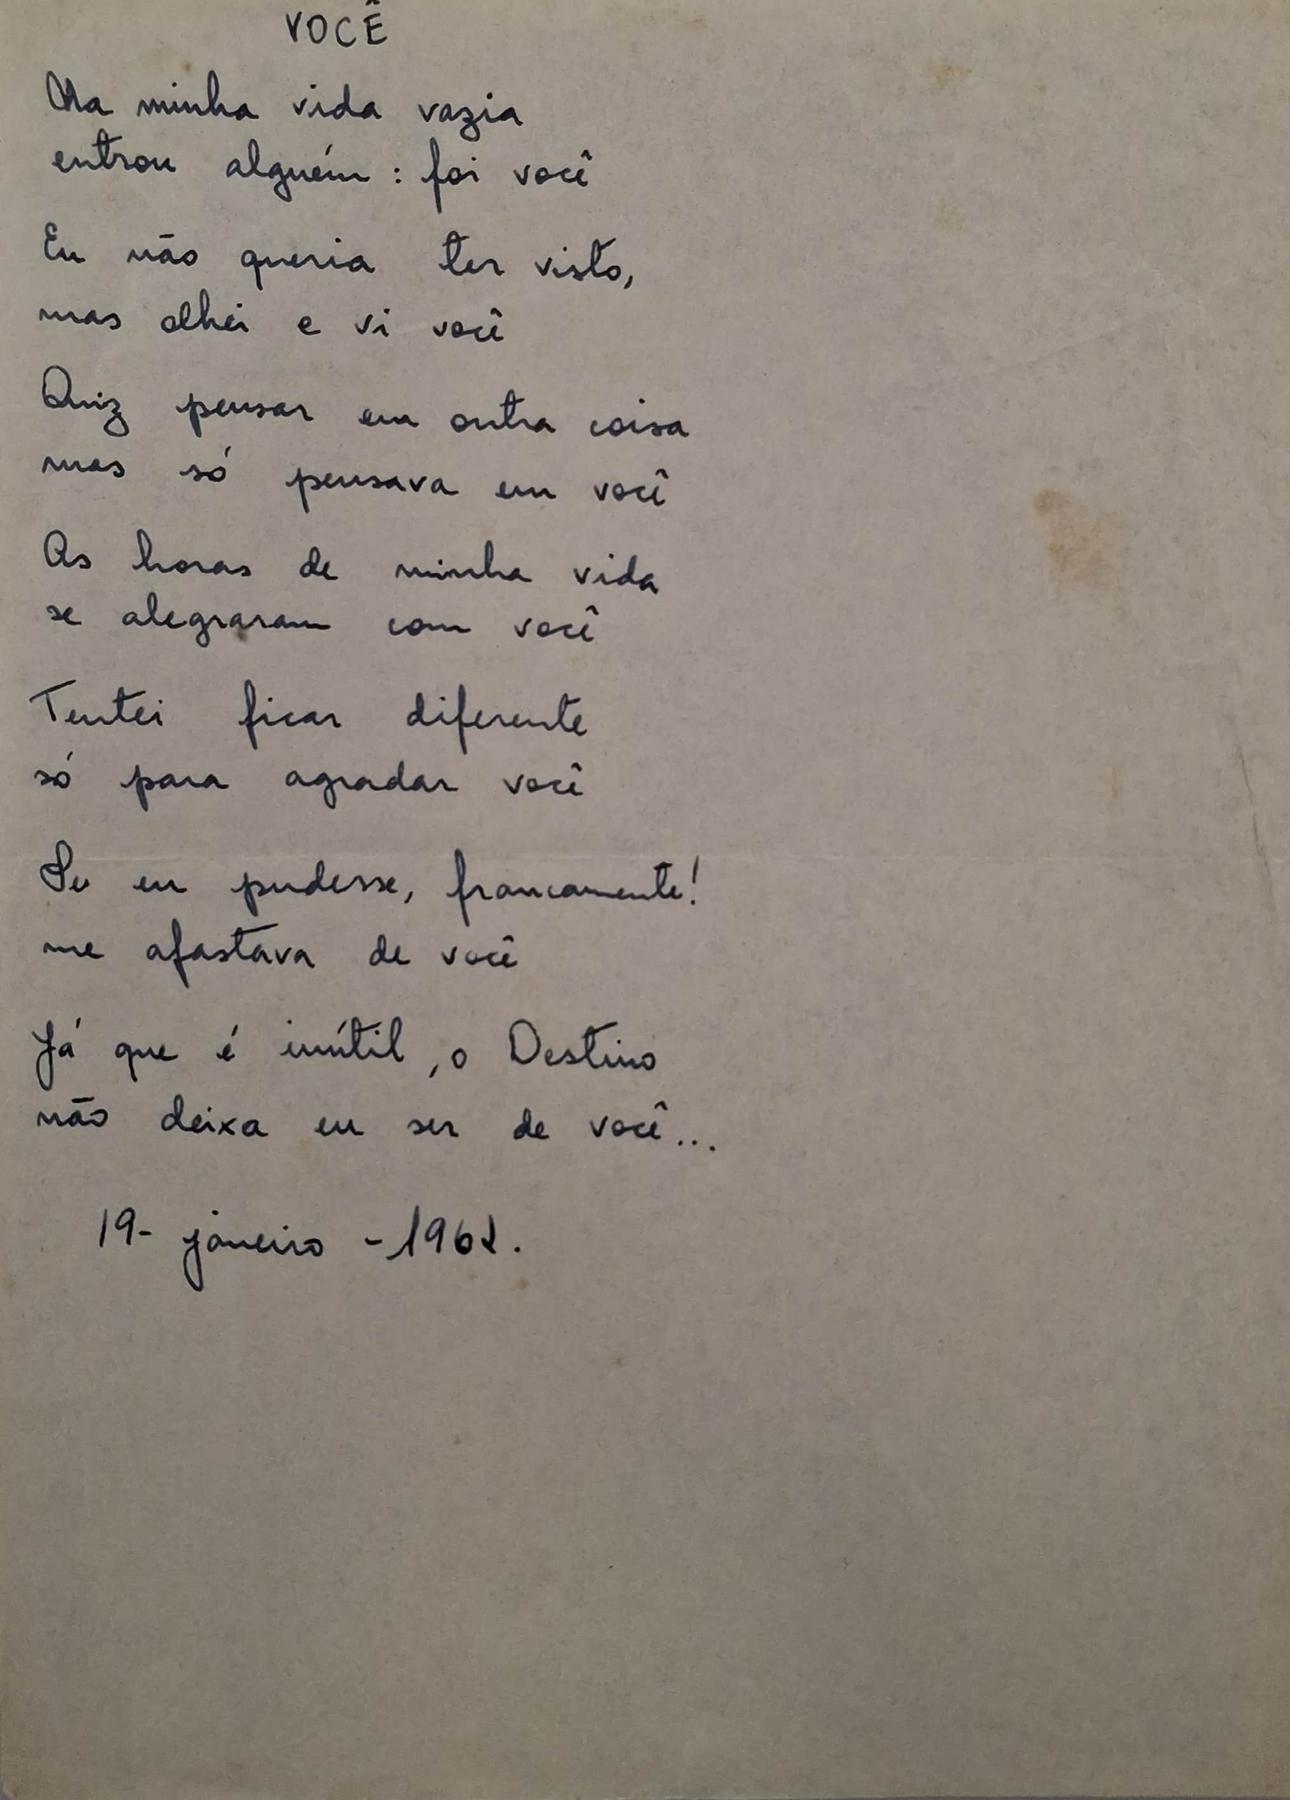 VOCÊ
Na minha vida vazia
entrou alguém : foi você
Eu não queria ter visto,
mas olhei e vi você
Quiz pensar em outra coisa
mas só pensava em você
As horas de minha vida
se alegraram com você
Tentei ficar diferente
só para agradar você
Se eu pudesse, francamente!
me afastava de você
Já que é inútil, o Destino
não deixa eu ser de você...
19- janeiro -1962.